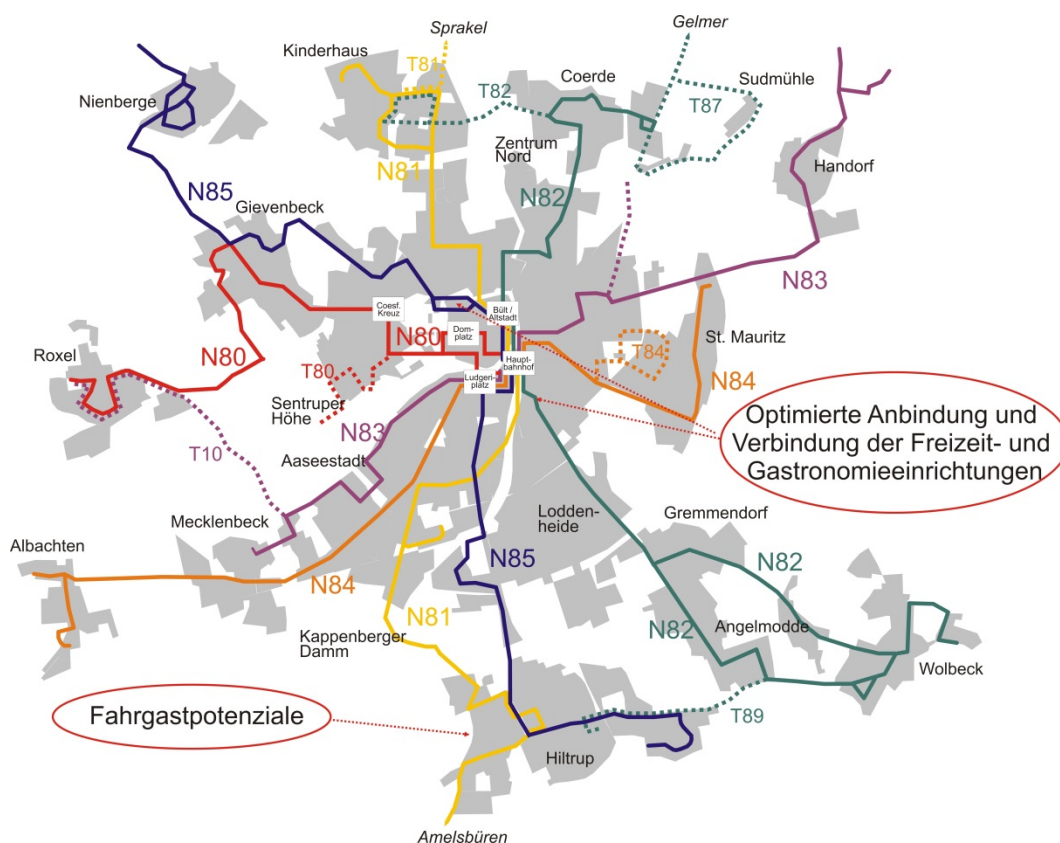 Sprakel
Gelmer
Kinderhaus
T81
Coerde
Sudmühle
Nienberge
T82
T87
Zentrum
Nord
N81
Handorf
N85
N82
Gievenbeck
N83
Coesf.
Kreuz
Bült /
Altstadt
N80
Dom-
platz
St. Mauritz
Roxel
N80
T80
Haupt-
bahnhof
T84
Ludgeri-
platz
N84
Sentruper
Höhe
N83
Optimierte Anbindung und
Verbindung der Freizeit- und
Gastronomieeinrichtungen
T10
Aaseestadt
Mecklenbeck
Lodden-
heide
Gremmendorf
Albachten
N85
N82
N84
N81
N82
Angelmodde
Kappenberger
Damm
Wolbeck
Fahrgastpotenziale
T89
Hiltrup
Amelsbüren